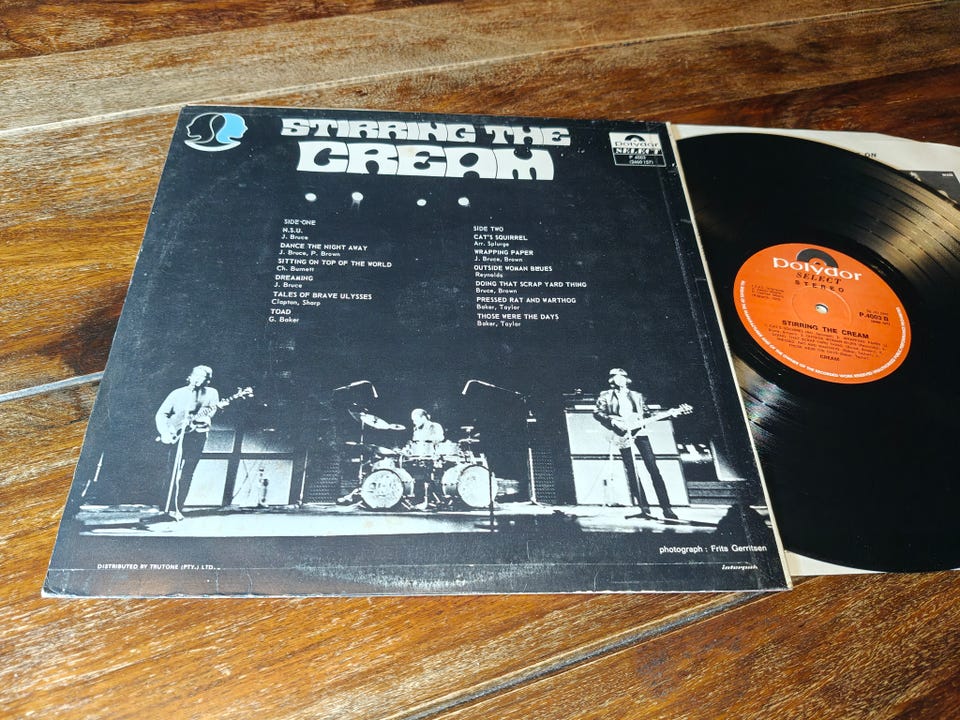 STIRRING THE
CREAM
Polydor
SELECT
P 4003
(2460 157)
SIDE ONE
N.S.U.
J. Bruce
DANCE THE NIGHT AWAY
J. Bruce, P. Brown
SITTING ON TOP OF THE WORLD
Ch. Burnett
DREAMING
J. Bruce
TALES OF BRAVE ULYSSES
Clapton, Sharp
TOAD
G. Baker
SIDE TWO
CAT'S SQUIRREL
Arr. Splurge
WRAPPING PAPER
J. Bruce, Brown
OUTSIDE WOMAN BLUES
Reynolds
DOING THAT SCRAP YARD THING
Bruce, Brown
PRESSED RAT AND WARTHOG
Baker, Taylor
THOSE WERE THE DAYS
Baker, Taylor
photograph : Frits Gerritsen
DISTRIBUTED BY TRUTONE (PTY.) LTD.
interpak
polydor
SELECT
STEREO
P.4003 B
STIRRING THE CREAM
CREAM